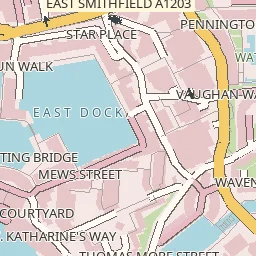 EAST SMITHFIELD A1203
PENNINGTO
STAR PLACE
WAT
UN WALK
VAUGHAN WA
EAST DOCK
TING BRIDGE
MEWS STREET
WAVEN
COURTYARD
. KATHARINE'S WAY
THOMAS MORE STREET